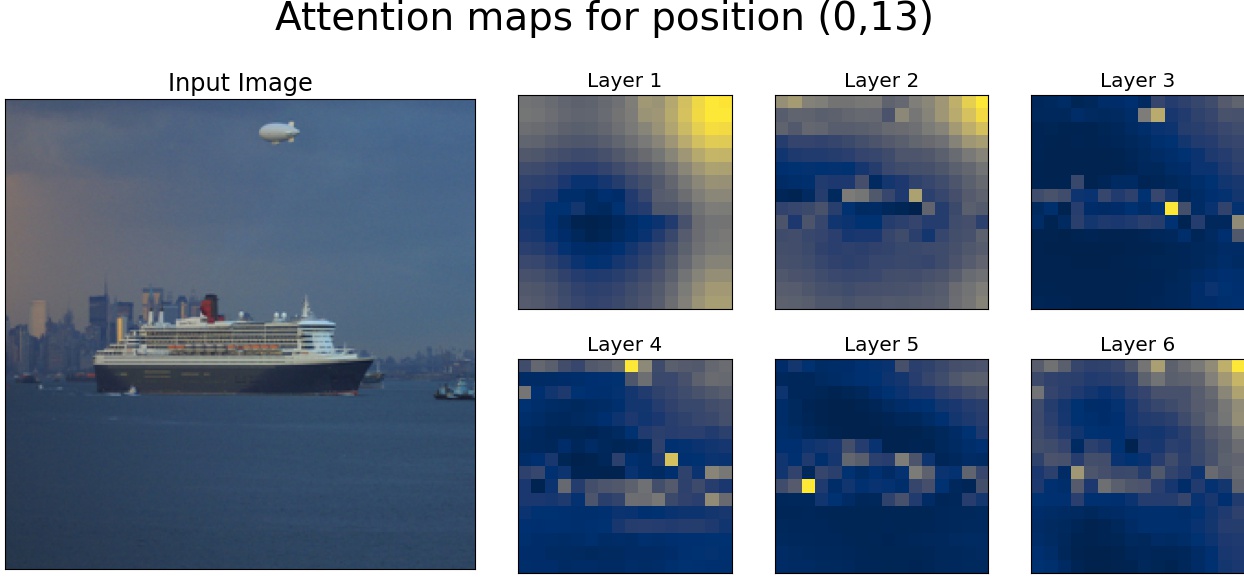 Attention maps for position (0,13)
Input Image
Layer 1
Layer 2
Layer 3
Layer 4
Layer 5
Layer 6